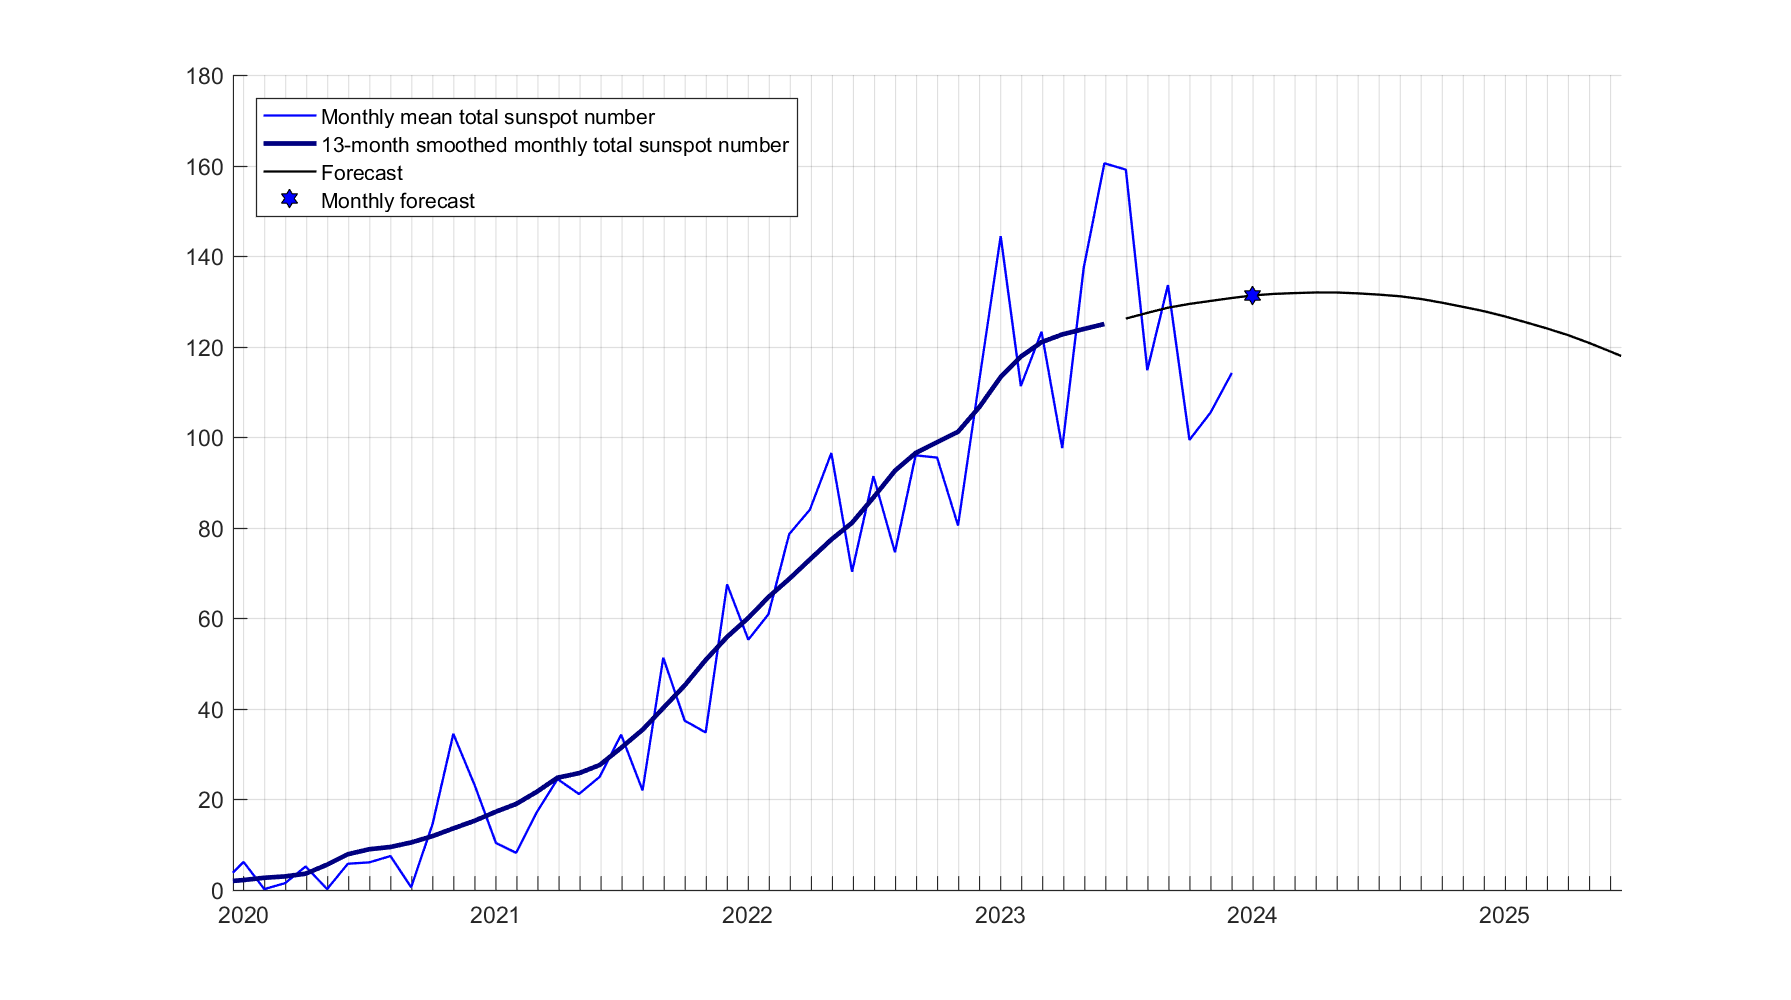 180
Monthly mean total sunspot number
13-month smoothed monthly total sunspot number
Forecast
Monthly forecast
160
140
120
100
80
60
40
20
0
2020 2021 2022 2023 2024 2025